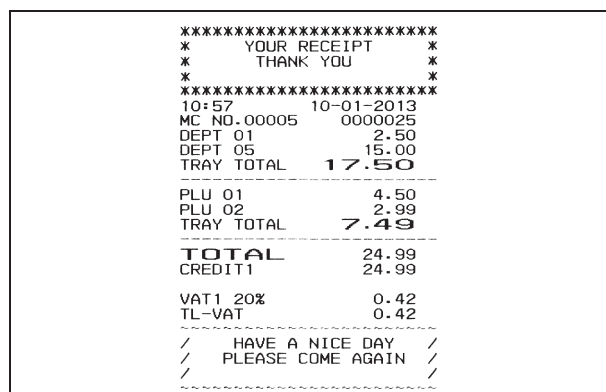 **************************
* YOUR RECEIPT *
* THANK YOU *
* *
**************************
10:57 10-01-2013
MC NO.00005 0000025
DEPT 01 2.50
DEPT 05 15.00
TRAY TOTAL 17.50
PLU 01 4.50
PLU 02 2.99
TRAY TOTAL 7.49
TOTAL 24.99
CREDIT1 24.99
VAT1 20% 0.42
TL-VAT 0.42
~~~~~~~~~~~~~~~~~~~~~~~~~~
/ HAVE A NICE DAY /
/ PLEASE COME AGAIN /
/ /
~~~~~~~~~~~~~~~~~~~~~~~~~~